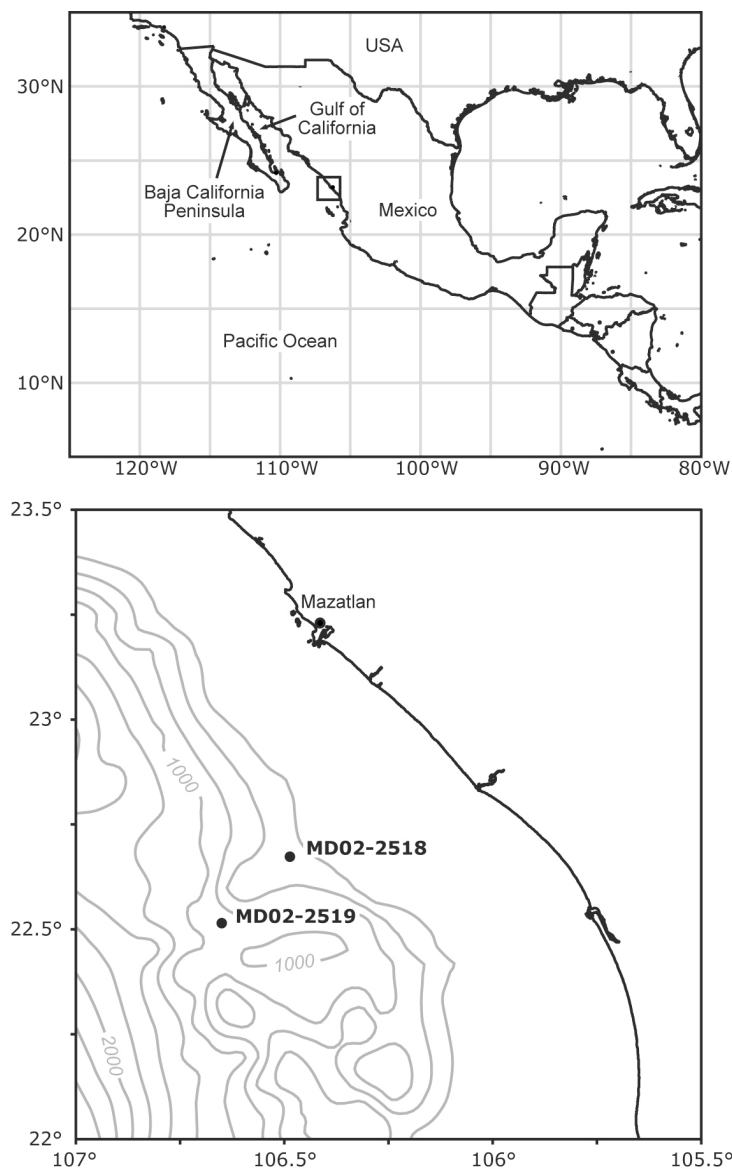 USA
30°N
Gulf of
California
Baja California
Peninsula
Mexico
20°N
Pacific Ocean
10°N
120°W
110°W
100°W
90°W
80°W
23.5°
Mazatlan
23°
1000
MD02-2518
MD02-2519
22.5°
1000
2000
22°
107°
106.5°
106°
105.5°